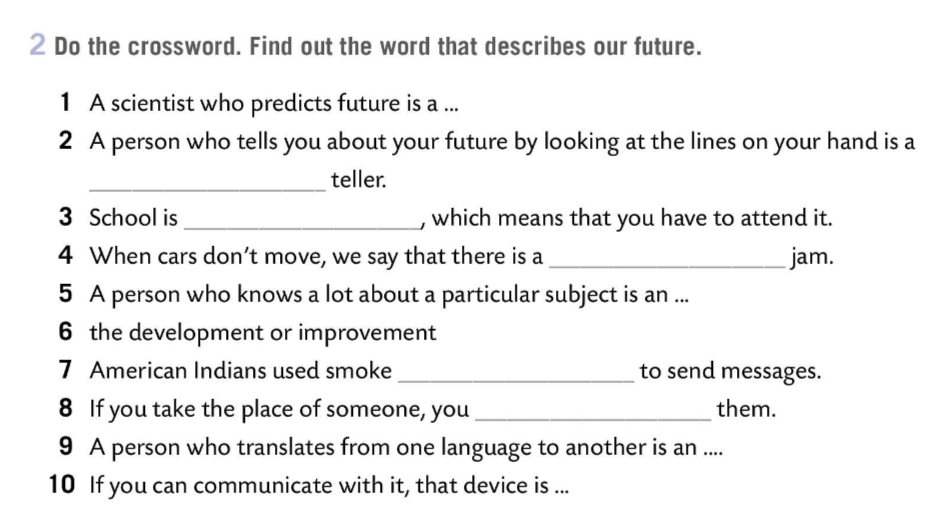 2 Do the crossword. Find out the word that describes our future.
1 A scientist who predicts future is a ...
2 A person who tells you about your future by looking at the lines on your hand is a
____________________ teller.
3 School is ____________________, which means that you have to attend it.
4 When cars don't move, we say that there is a ____________________ jam.
5 A person who knows a lot about a particular subject is an ...
6 the development or improvement
7 American Indians used smoke ____________________ to send messages.
8 If you take the place of someone, you ____________________ them.
9 A person who translates from one language to another is an ....
10 If you can communicate with it, that device is ...